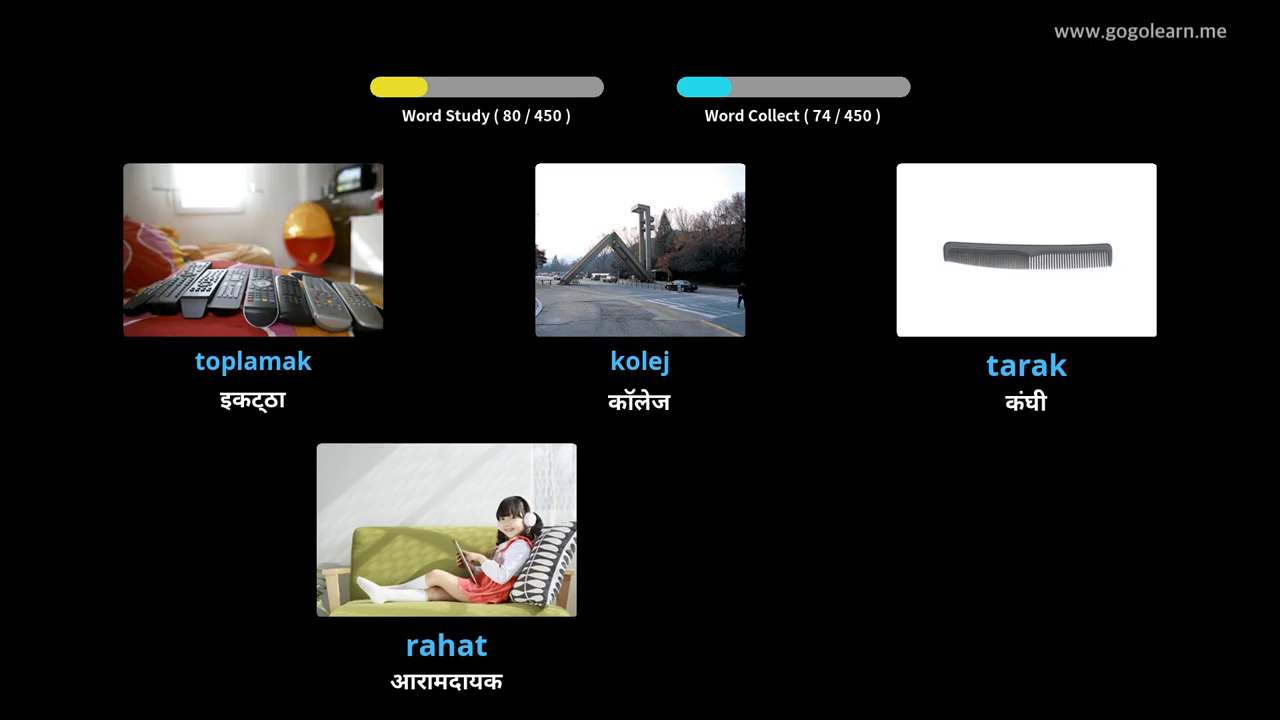 www.gogolearn.me
Word Study ( 80 / 450 )
Word Collect ( 74 / 450 )
toplamak
इकट्ठा
kolej
कॉलेज
tarak
कंघी
rahat
आरामदायक